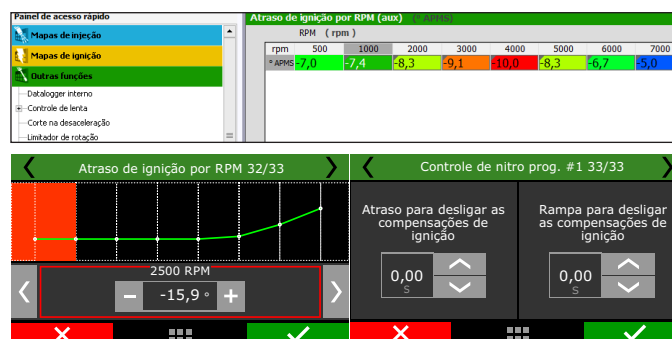 Painel de acesso rápido
Atraso de ignição por RPM (aux) (° APMS)
Mapas de injeção
Mapas de ignição
Outras funções
Datalogger interno
Controle de lenta
Corte na desaceleração
Limitador de rotação
RPM ( rpm )
rpm 500 1000 2000 3000 4000 5000 6000 7000
° APMS -7,0 -7,4 -8,3 -9,1 -10,0 -8,3 -6,7 -5,0
Atraso de ignição por RPM 32/33
2500 RPM
− -15,9 ° +
Controle de nitro prog. #1 33/33
Atraso para desligar as
compensações de
ignição
0,00
S
Rampa para desligar
as compensações de
ignição
0,00
S